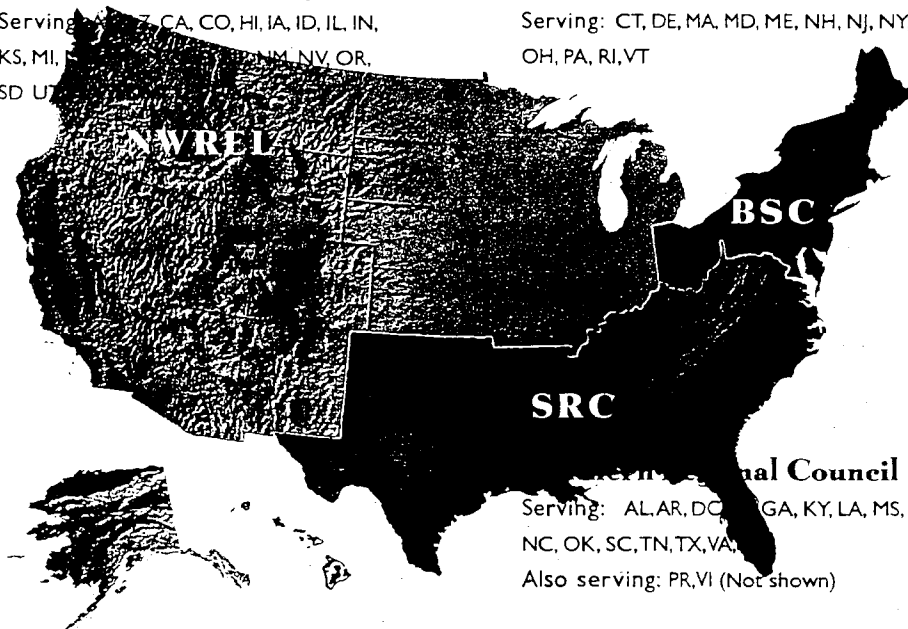 Serving: CA, CO, HI, IA, ID, IL, IN,
KS, MI, NM, NV, OR,
SD UT
Serving: CT, DE, MA, MD, ME, NH, NJ, NY
OH, PA, RI, VT
NWREL
BSC
SRC
Regional Council
Serving: AL, AR, DC, GA, KY, LA, MS,
NC, OK, SC, TN, TX, VA,
Also serving: PR, VI (Not shown)